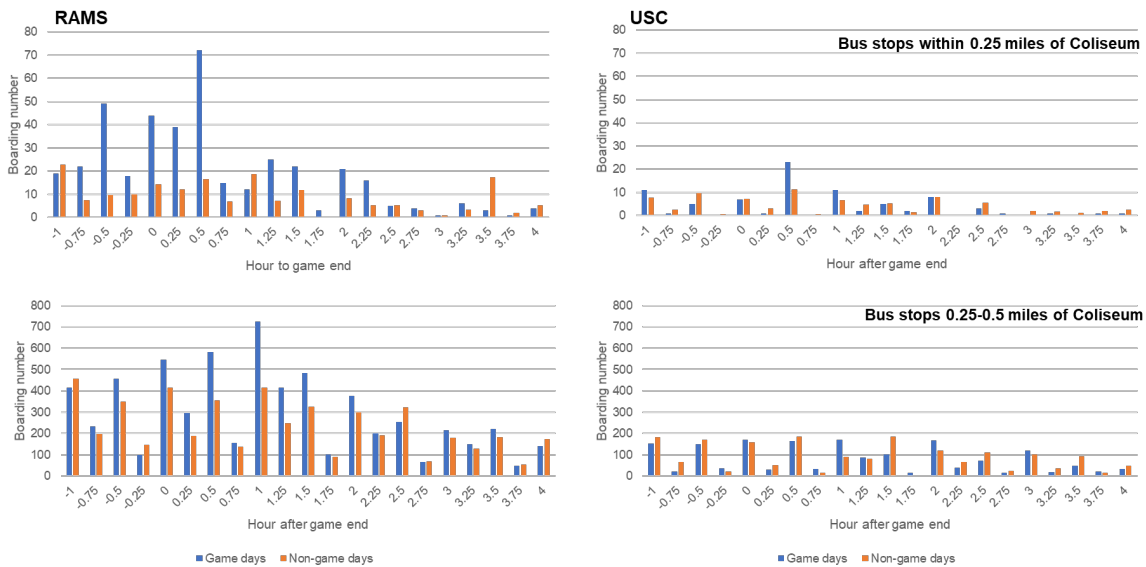 RAMS
USC
Bus stops within 0.25 miles of Coliseum
Boarding number
80
70
60
50
40
30
20
10
0
-1 -0.75 -0.5 -0.25 0 0.25 0.5 0.75 1 1.25 1.5 1.75 2 2.25 2.5 2.75 3 3.25 3.5 3.75 4
Hour to game end
Boarding number
80
70
60
50
40
30
20
10
0
-1 -0.75 -0.5 -0.25 0 0.25 0.5 0.75 1 1.25 1.5 1.75 2 2.25 2.5 2.75 3 3.25 3.5 3.75 4
Hour after game end
Bus stops 0.25-0.5 miles of Coliseum
Boarding number
800
700
600
500
400
300
200
100
0
-1 -0.75 -0.5 -0.25 0 0.25 0.5 0.75 1 1.25 1.5 1.75 2 2.25 2.5 2.75 3 3.25 3.5 3.75 4
Hour after game end
Game days Non-game days
Boarding number
800
700
600
500
400
300
200
100
0
-1 -0.75 -0.5 -0.25 0 0.25 0.5 0.75 1 1.25 1.5 1.75 2 2.25 2.5 2.75 3 3.25 3.5 3.75 4
Hour after game end
Game days Non-game days